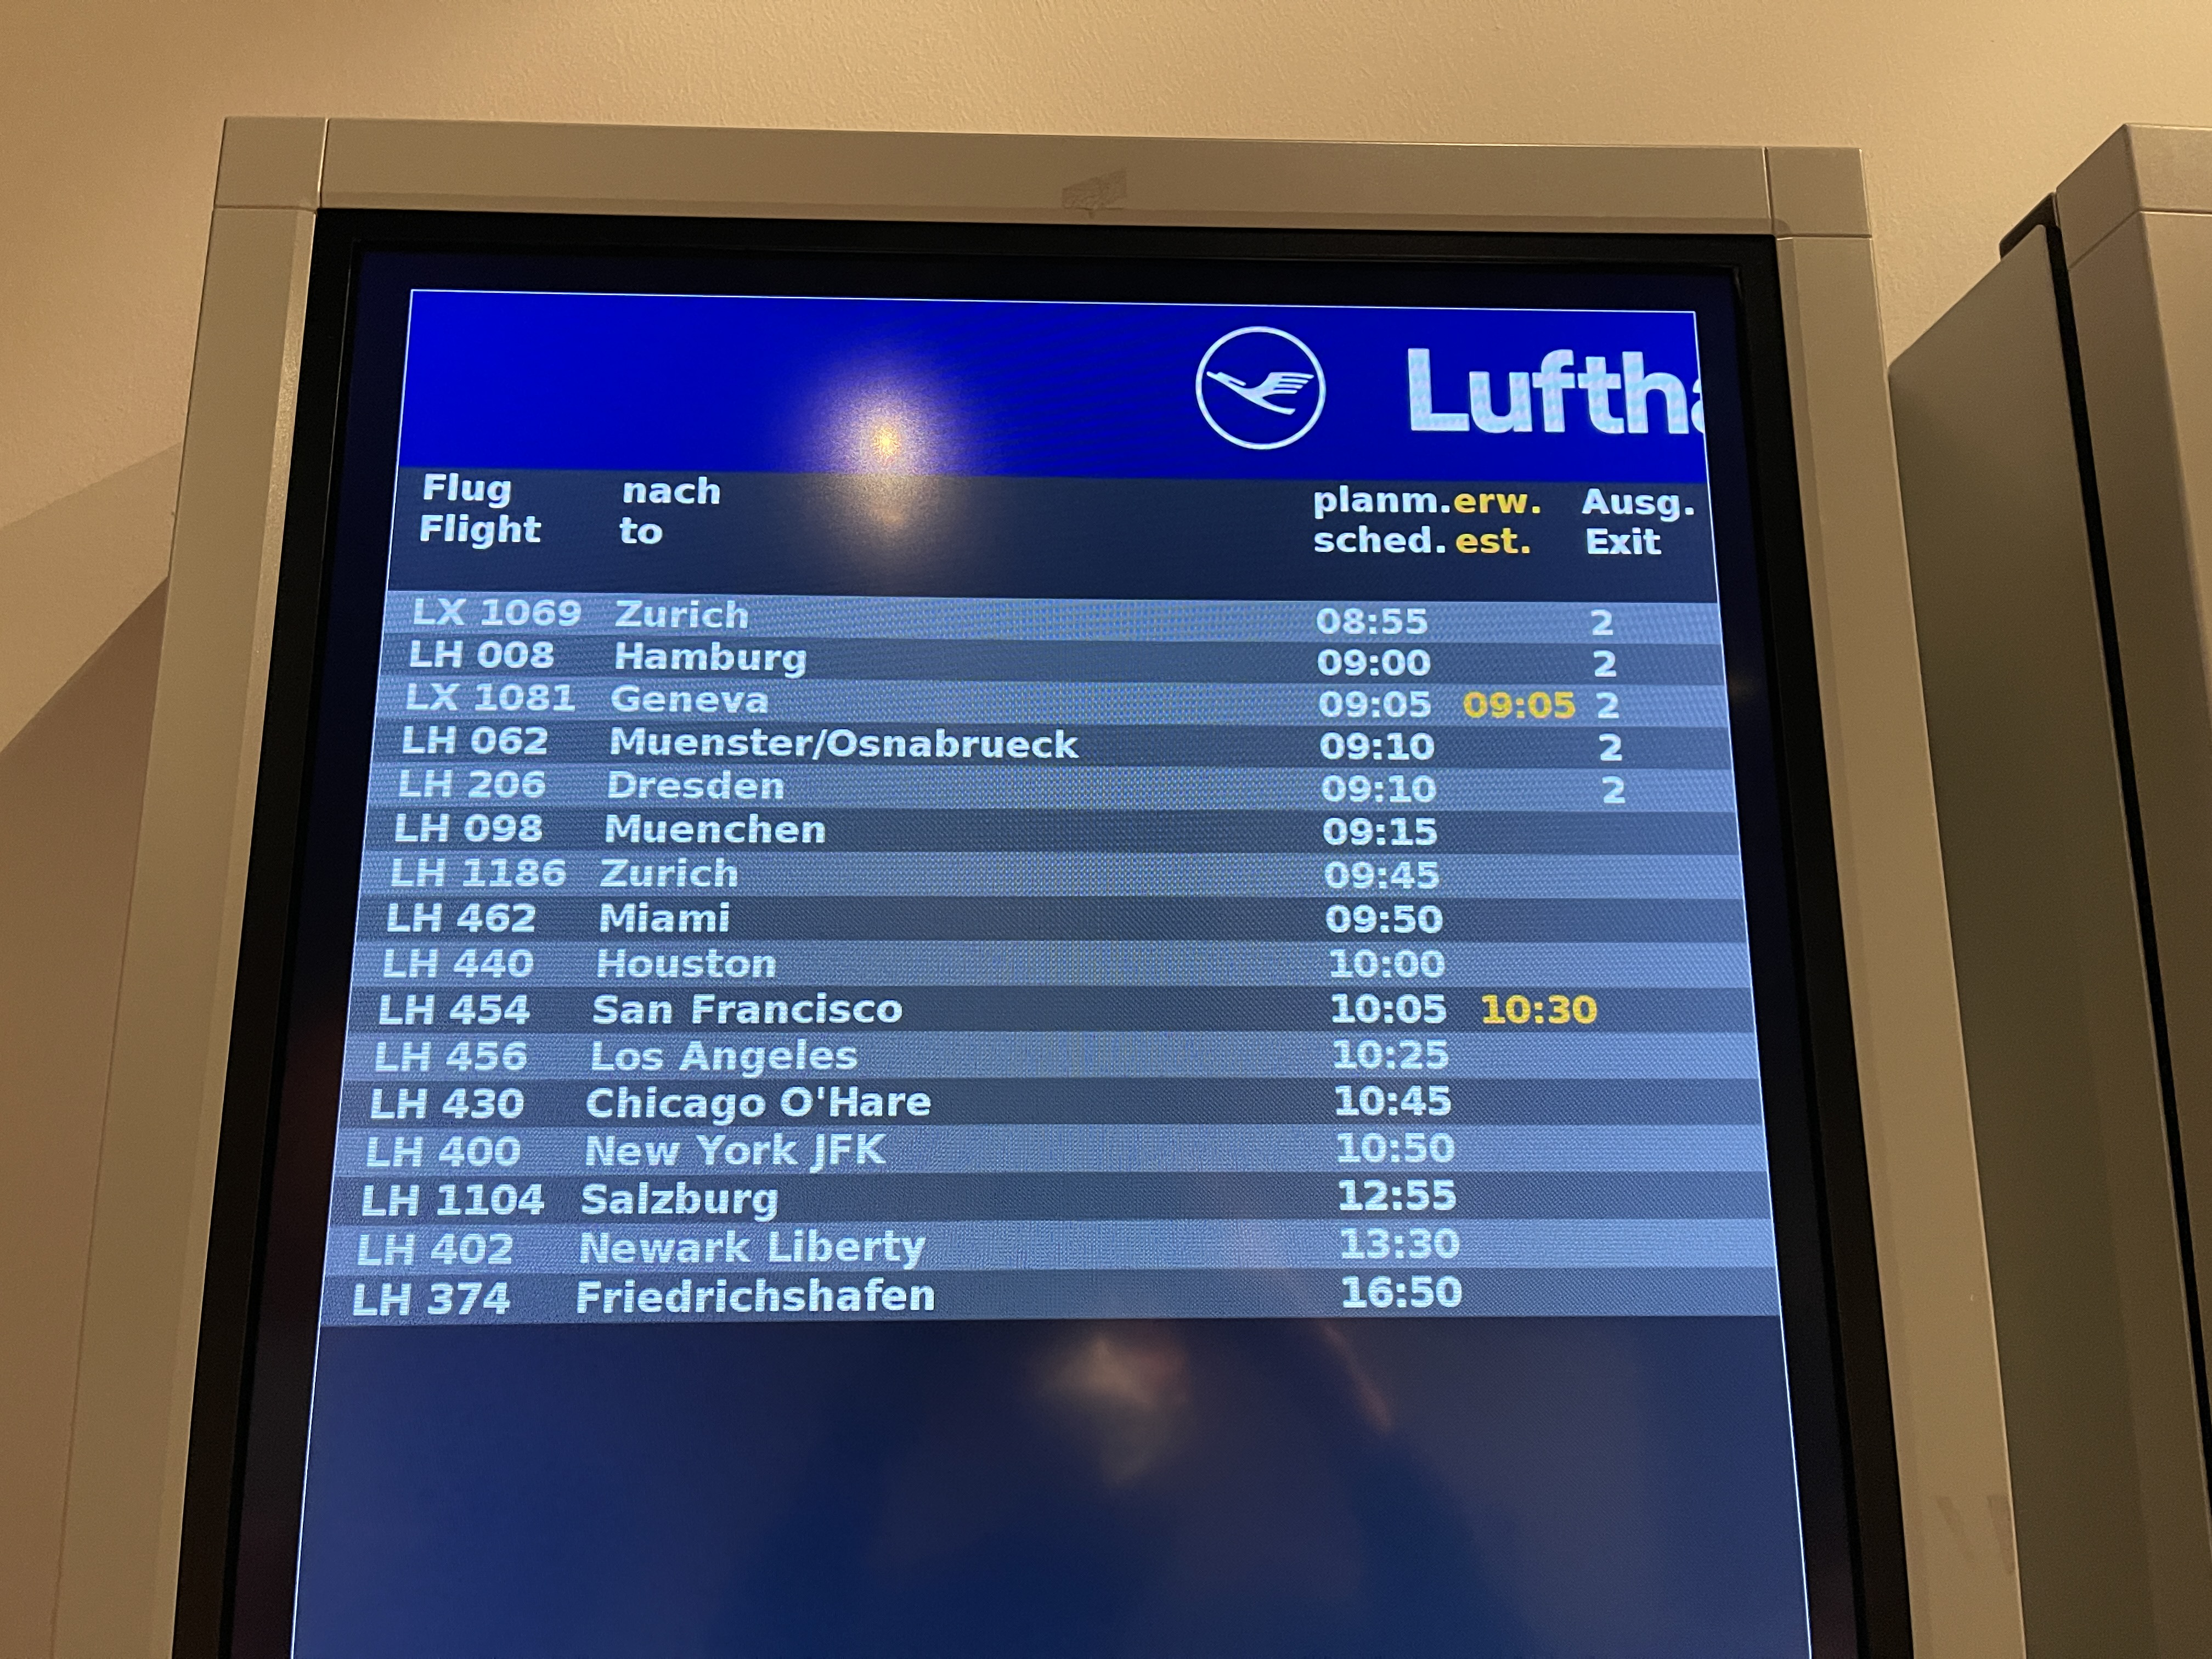 Luftha
Flug nach planm. erw. Ausg.
Flight to sched. est. Exit
LX 1069 Zurich 08:55 2
LH 008 Hamburg 09:00 2
LX 1081 Geneva 09:05 09:05 2
LH 062 Muenster/Osnabrueck 09:10 2
LH 206 Dresden 09:10 2
LH 098 Muenchen 09:15
LH 1186 Zurich 09:45
LH 462 Miami 09:50
LH 440 Houston 10:00
LH 454 San Francisco 10:05 10:30
LH 456 Los Angeles 10:25
LH 430 Chicago O'Hare 10:45
LH 400 New York JFK 10:50
LH 1104 Salzburg 12:55
LH 402 Newark Liberty 13:30
LH 374 Friedrichshafen 16:50